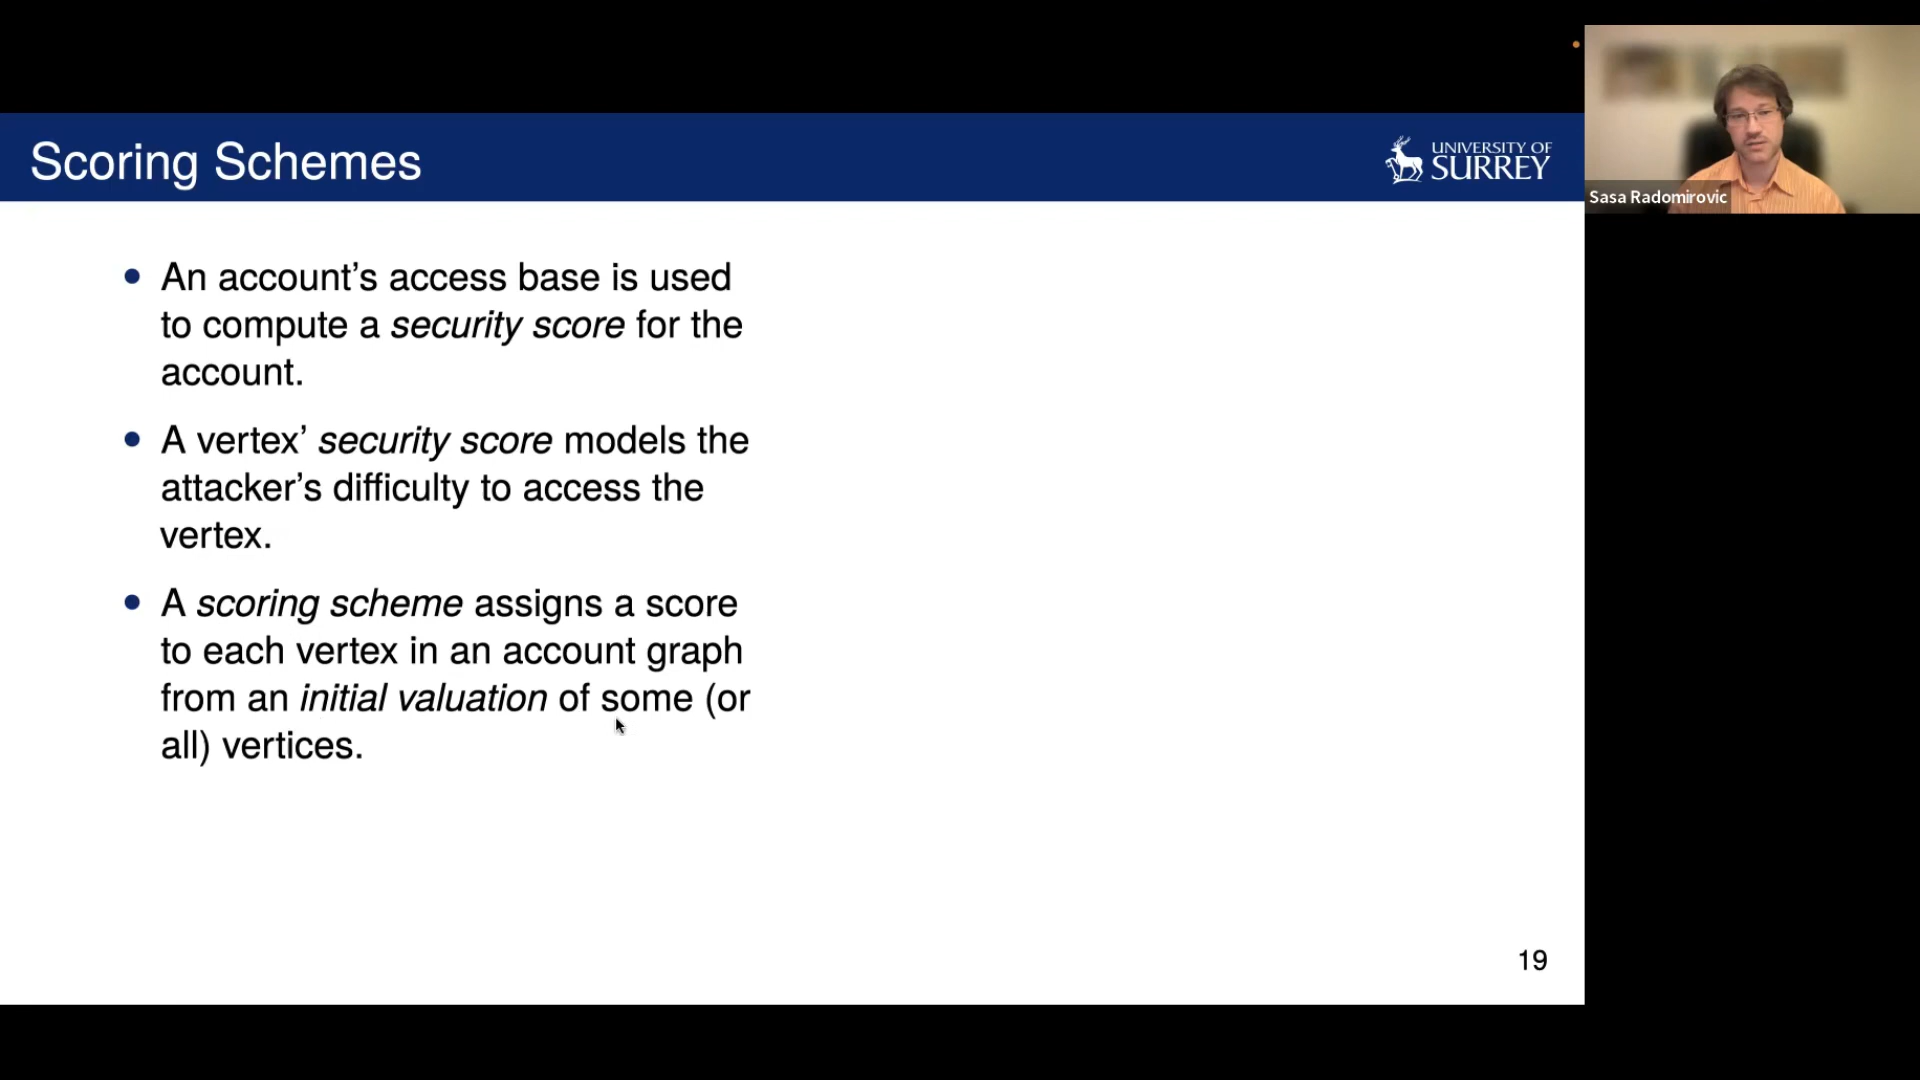 Scoring Schemes
UNIVERSITY OF
SURREY
Sasa Radomirovic
• An account’s access base is used
to compute a security score for the
account.
• A vertex’ security score models the
attacker’s difficulty to access the
vertex.
• A scoring scheme assigns a score
to each vertex in an account graph
from an initial valuation of some (or
all) vertices.
19